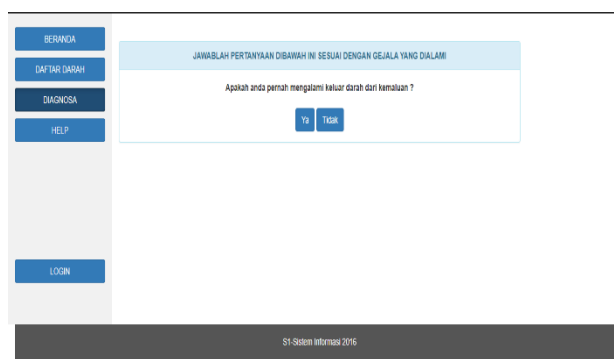 BERANDA
DAFTAR DARAH
DIAGNOSA
HELP
LOGIN
JAWABLAH PERTANYAAN DIBAWAH INI SESUAI DENGAN GEJALA YANG DIALAMI
Apakah anda pernah mengalami keluar darah dari kemaluan ?
Ya Tidak
S1-Sistem Informasi 2016